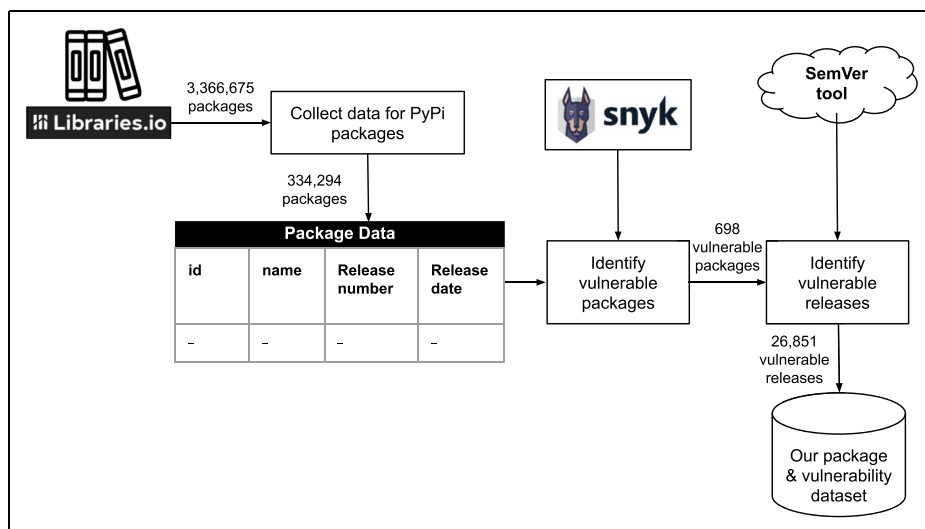 3,366,675
packages
Libraries.io
Collect data for PyPi
packages
334,294
packages
Package Data
id
name
Release
number
Release
date
–
–
–
–
snyk
Identify
vulnerable
packages
698
vulnerable
packages
SemVer
tool
Identify
vulnerable
releases
26,851
vulnerable
releases
Our package
& vulnerability
dataset